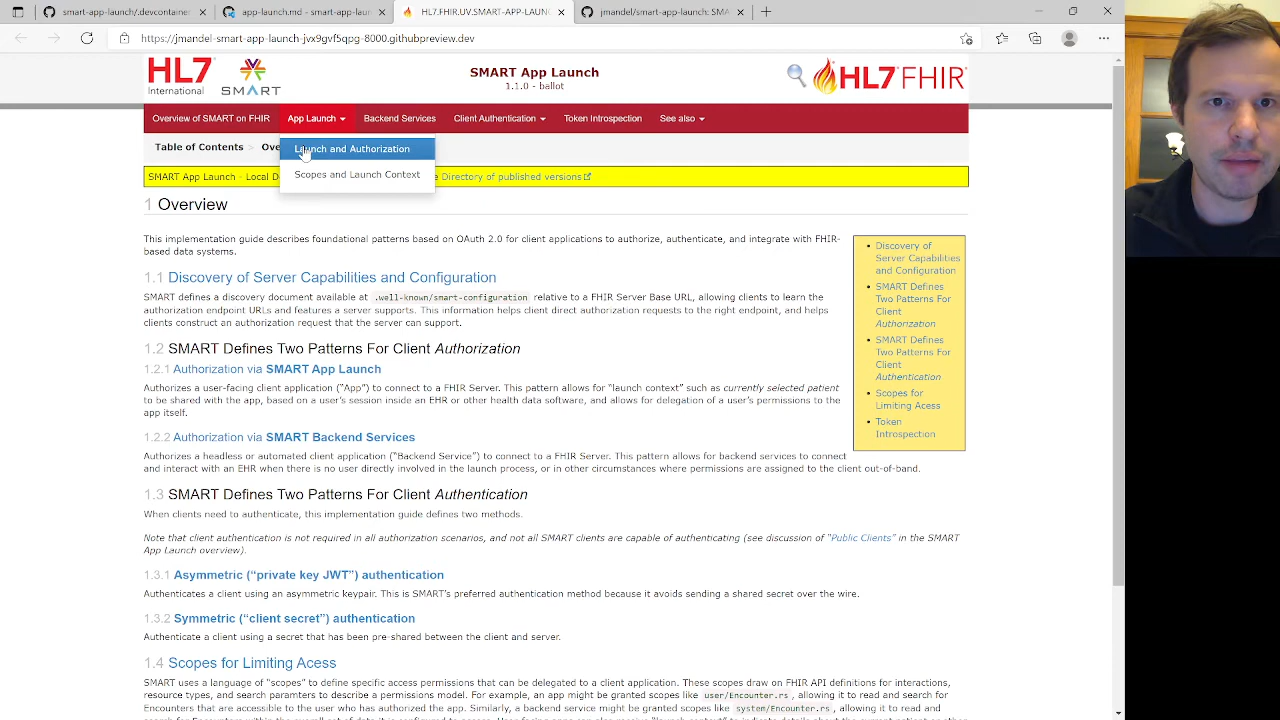 smart-app-launch/.devcontainer
jmandel-smart-app-launch
HL7.FHIR.UV.SMART-APP-LAUN
jmandel/smart-app-launch: SMAR
https://jmandel-smart-app-launch-jvx9gvf5qpg-8000.githubpreview.dev
HL7
International
SMART
SMART App Launch
1.1.0 - ballot
HL7 FHIR
Overview of SMART on FHIR App Launch Backend Services Client Authentication Token Introspection See also
Table of Contents > Ove
Launch and Authorization
Scopes and Launch Context
SMART App Launch - Local D
e Directory of published versions
1 Overview
This implementation guide describes foundational patterns based on OAuth 2.0 for client applications to authorize, authenticate, and integrate with FHIR-
based data systems.
1.1 Discovery of Server Capabilities and Configuration
SMART defines a discovery document available at .well-known/smart-configuration relative to a FHIR Server Base URL, allowing clients to learn the
authorization endpoint URLs and features a server supports. This information helps client direct authorization requests to the right endpoint, and helps
clients construct an authorization request that the server can support.
1.2 SMART Defines Two Patterns For Client Authorization
1.2.1 Authorization via SMART App Launch
Authorizes a user-facing client application (“App”) to connect to a FHIR Server. This pattern allows for “launch context” such as currently selected patient
to be shared with the app, based on a user’s session inside an EHR or other health data software, and allows for delegation of a user’s permissions to the
app itself.
1.2.2 Authorization via SMART Backend Services
Authorizes a headless or automated client application (“Backend Service”) to connect to a FHIR Server. This pattern allows for backend services to connect
and interact with an EHR when there is no user directly involved in the launch process, or in other circumstances where permissions are assigned to the client out-of-band.
1.3 SMART Defines Two Patterns For Client Authentication
When clients need to authenticate, this implementation guide defines two methods.
Note that client authentication is not required in all authorization scenarios, and not all SMART clients are capable of authenticating (see discussion of “Public Clients” in the SMART
App Launch overview).
1.3.1 Asymmetric (“private key JWT”) authentication
Authenticates a client using an asymmetric keypair. This is SMART’s preferred authentication method because it avoids sending a shared secret over the wire.
1.3.2 Symmetric (“client secret”) authentication
Authenticate a client using a secret that has been pre-shared between the client and server.
1.4 Scopes for Limiting Acess
SMART uses a language of “scopes” to define specific access permissions that can be delegated to a client application. These scopes draw on FHIR API definitions for interactions,
resource types, and search paramters to describe a permissions model. For example, an app might be granted scopes like user/Encounter.rs, allowing it to read and search for
Encounters that are accessible to the user who has authorized the app. Similarly, a backend service might be granted scopes like system/Encounter.rs, allowing it to read and
Discovery of
Server Capabilities
and Configuration
SMART Defines
Two Patterns For
Client
Authorization
SMART Defines
Two Patterns For
Client
Authentication
Scopes for
Limiting Acess
Token
Introspection